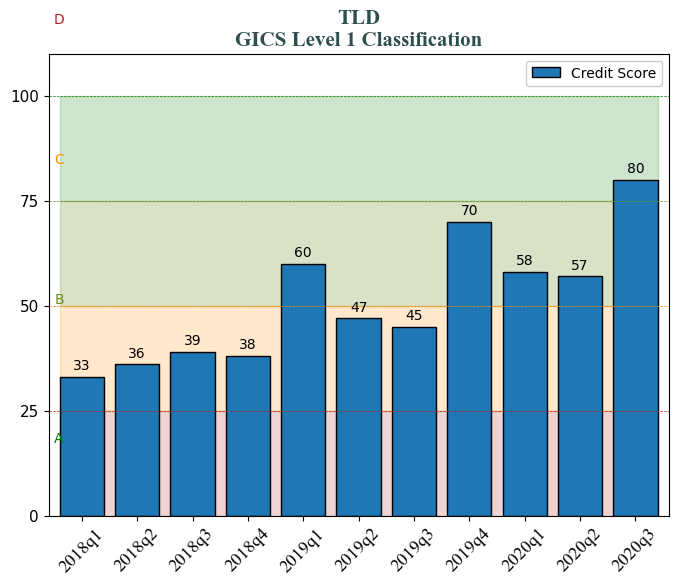 D
TLD
GICS Level 1 Classification
Credit Score
100
C
80
75
70
60
58
57
B
50
47
45
39
38
36
33
25
A
0
2018q1
2018q2
2018q3
2018q4
2019q1
2019q2
2019q3
2019q4
2020q1
2020q2
2020q3